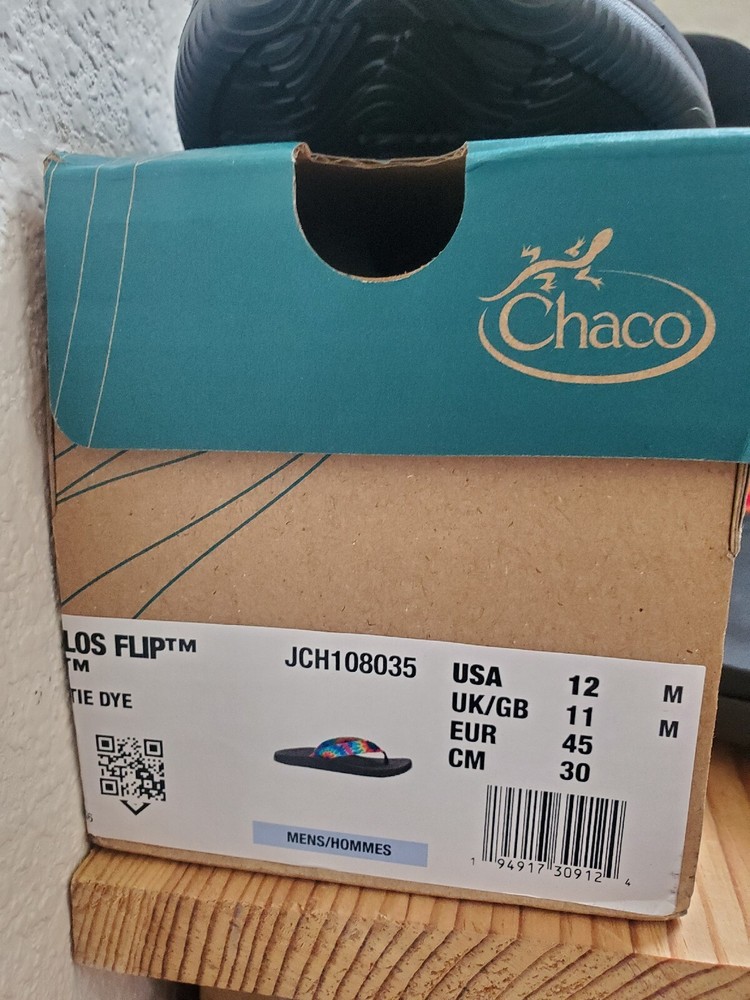 Chaco
LOS FLIP™
™
JCH108035
TIE DYE
USA 12 M
UK/GB 11 M
EUR 45
CM 30
MENS/HOMMES
1 94917 30912 4